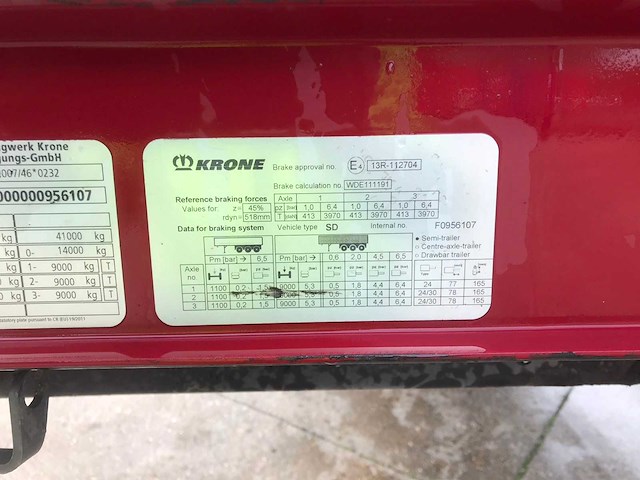 gwerk Krone
gungs-GmbH
007/46*0232
000000956107
kg 41000 kg
kg 0- 14000 kg
kg 1- 9000 kg T
kg 2- 9000 kg T
kg 3- 9000 kg T
KRONE
Brake approval no. E4 13R-112704
Brake calculation no. WDE111191
Reference braking forces Axle 1 2 3
Values for: z= 45% pz 1,0 6,4 1,0 6,4 1,0 6,4
rdyn= 518mm T 413 3970 413 3970 413 3970
Data for braking system Vehicle type SD Internal no. F0956107
Semi-trailer
Centre-axle-trailer
Drawbar trailer
Pm [bar] → 6,5 Pm [bar] → 0,6 2,0 4,5 6,5
Axle no
1 1100 0,2 1,5 9000 5,3 0,5 1,8 4,4 6,4 24 77 165
2 1100 0,2 5,3 0,5 1,8 4,4 6,4 24/30 78 165
3 1100 0,2 1,5 9000 5,3 0,5 1,8 4,4 6,4 24/30 78 165